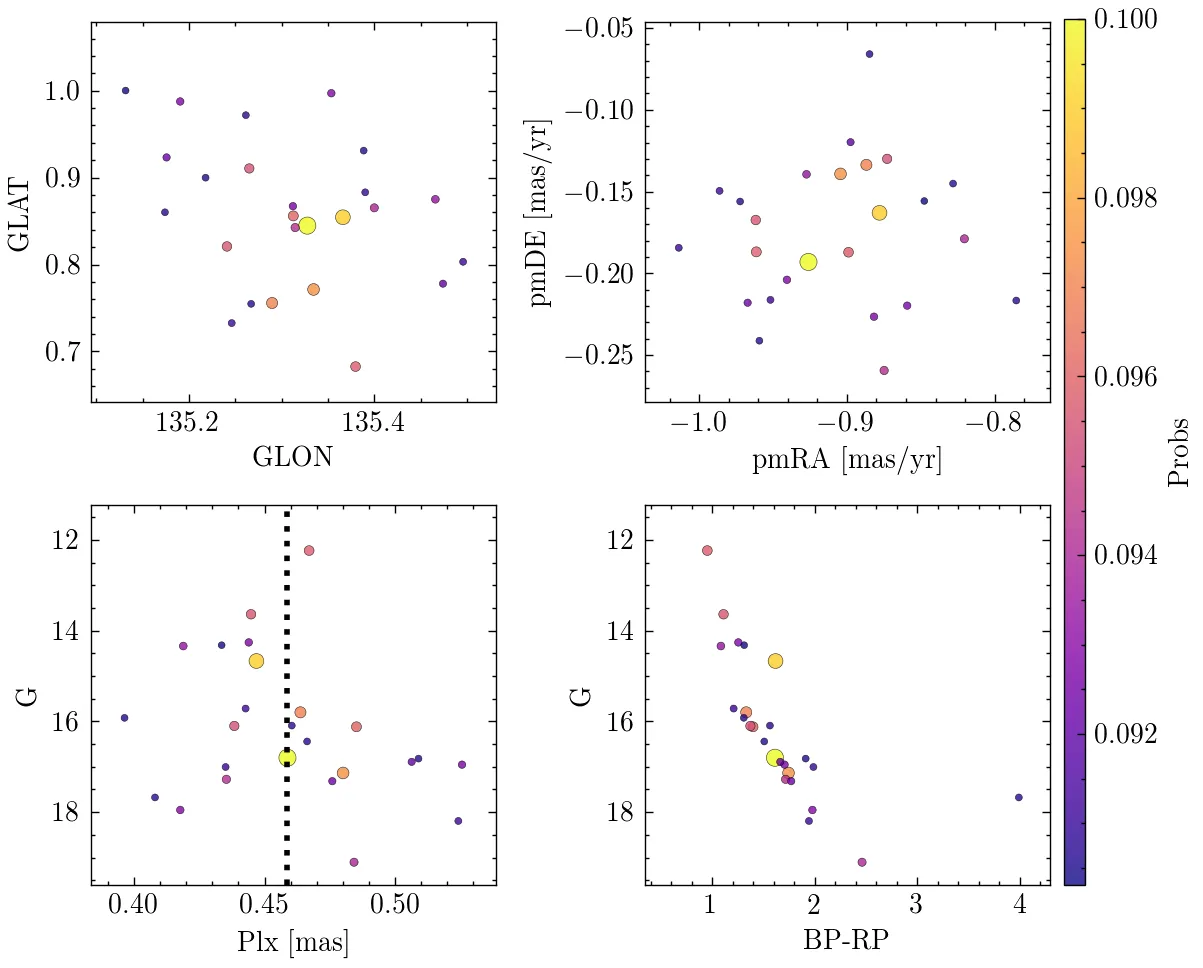 1.0
0.9
0.8
0.7
GLAT
135.2 135.4
GLON
−0.05
−0.10
−0.15
−0.20
−0.25
pmDE [mas/yr]
−1.0 −0.9 −0.8
pmRA [mas/yr]
12
14
16
18
G
0.40 0.45 0.50
Plx [mas]
12
14
16
18
G
1 2 3 4
BP-RP
0.100
0.098
0.096
0.094
0.092
Probs